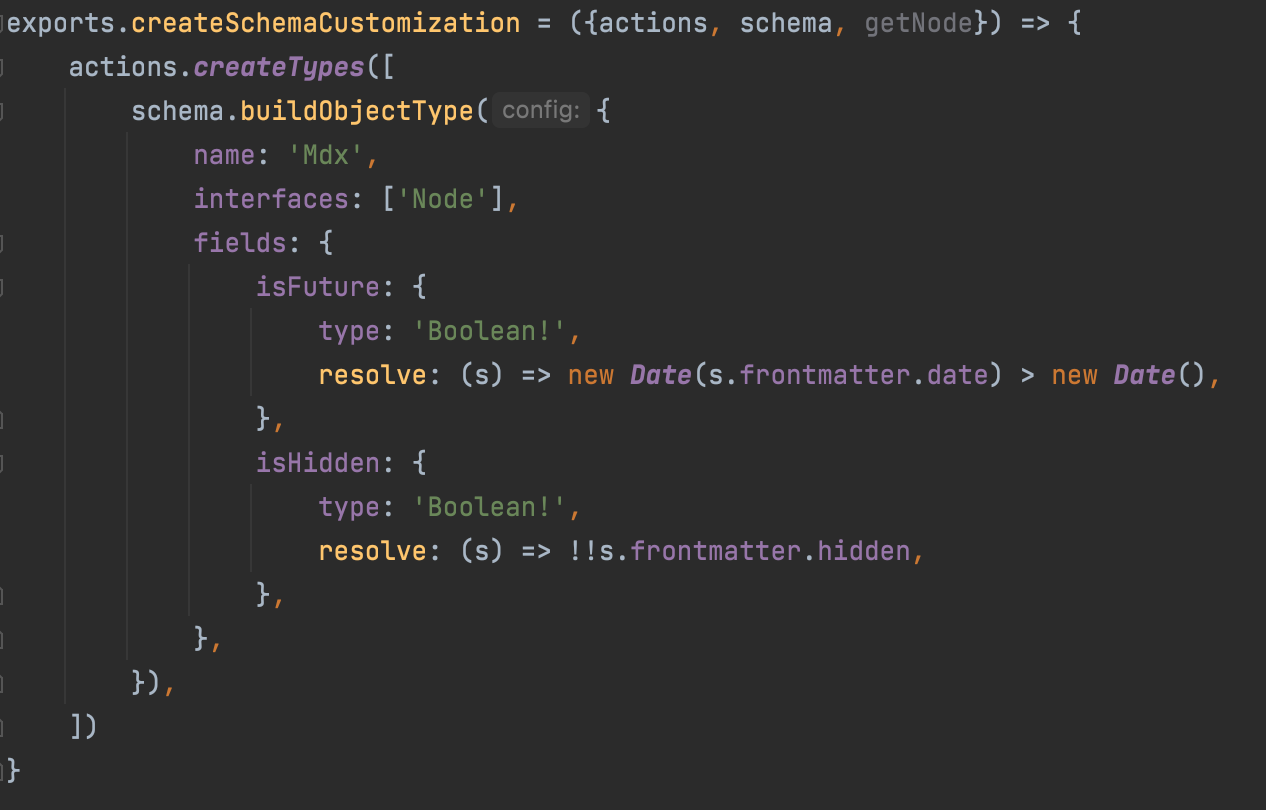 exports.createSchemaCustomization = ({actions, schema, getNode}) => {
    actions.createTypes([
        schema.buildObjectType( config: {
            name: 'Mdx',
            interfaces: ['Node'],
            fields: {
                isFuture: {
                    type: 'Boolean!',
                    resolve: (s) => new Date(s.frontmatter.date) > new Date(),
                },
                isHidden: {
                    type: 'Boolean!',
                    resolve: (s) => !!s.frontmatter.hidden,
                },
            },
        }),
    ])
}